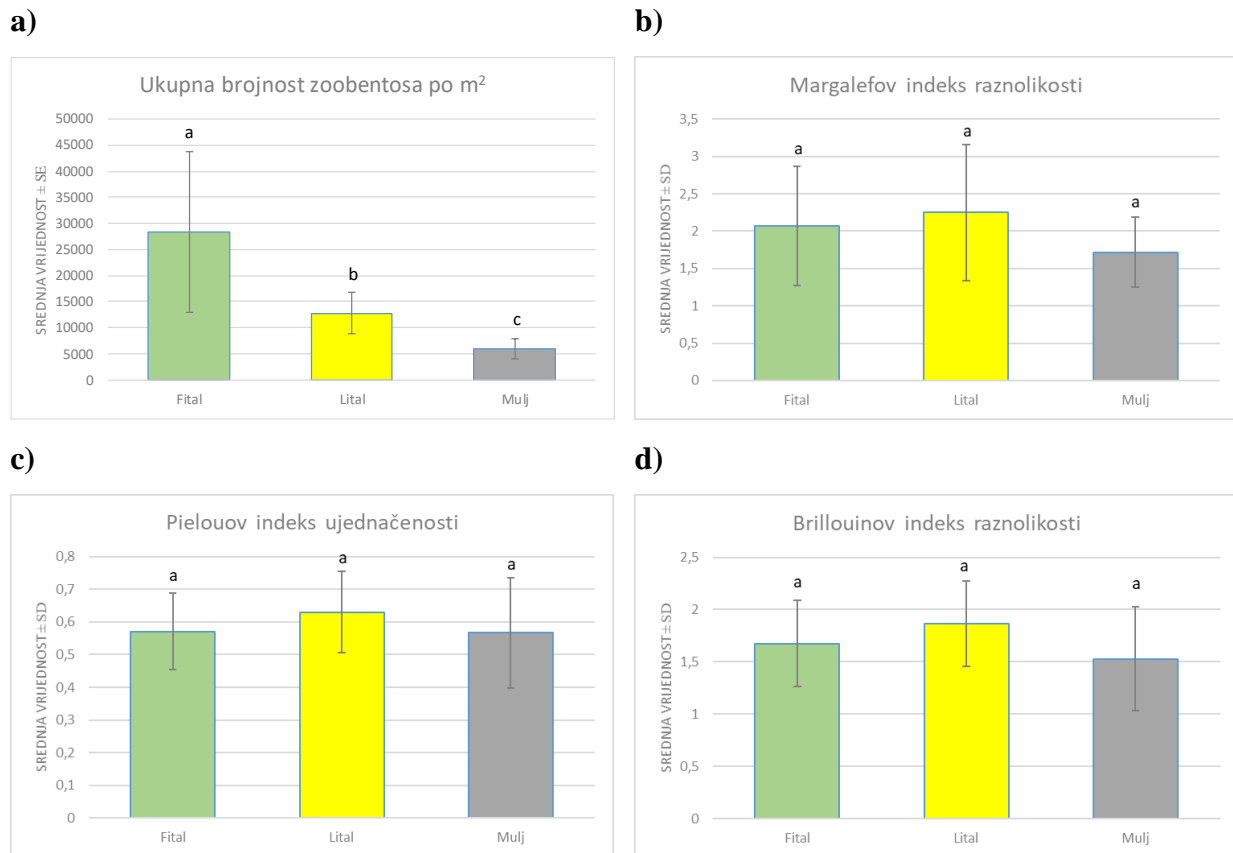 a)
Ukupna brojnost zoobentosa po m²
SREDNJA VRIJEDNOST ± SE
50000
45000
40000
35000
30000
25000
20000
15000
10000
5000
0
a
b
c
Fital
Lital
Mulj
b)
Margalefov indeks raznolikosti
SREDNJA VRIJEDNOST± SD
3,5
3
2,5
2
1,5
1
0,5
0
a
a
a
Fital
Lital
Mulj
c)
Pielouov indeks ujednačenosti
SREDNJA VRIJEDNOST± SD
0,8
0,7
0,6
0,5
0,4
0,3
0,2
0,1
0
a
a
a
Fital
Lital
Mulj
d)
Brillouinov indeks raznolikosti
SREDNJA VRIJEDNOST± SD
2,5
2
1,5
1
0,5
0
a
a
a
Fital
Lital
Mulj